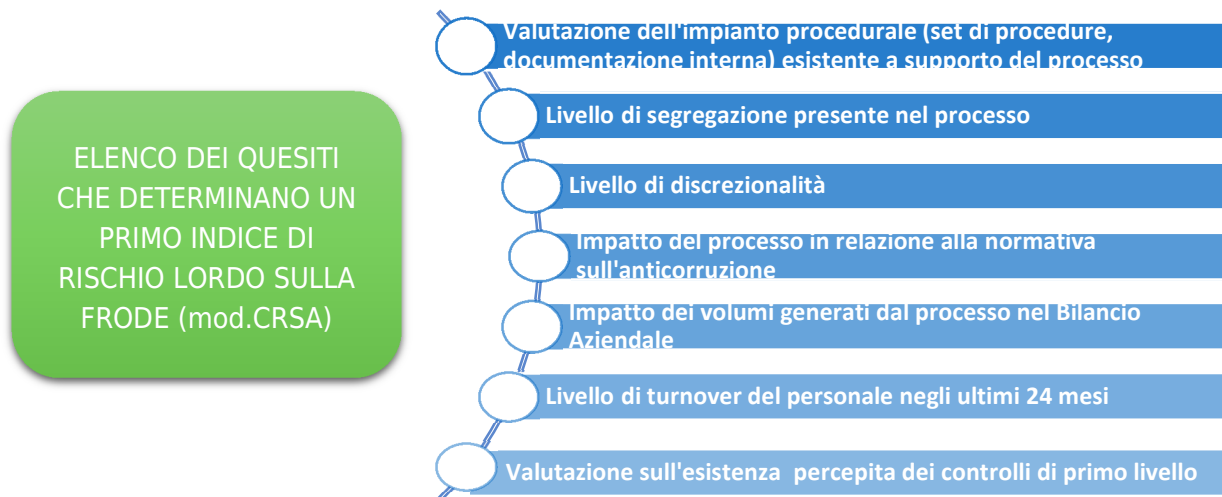 ELENCO DEI QUESITI
CHE DETERMINANO UN
PRIMO INDICE DI
RISCHIO LORDO SULLA
FRODE (mod.CRSA)
Valutazione dell'impianto procedurale (set di procedure,
documentazione interna) esistente a supporto del processo
Livello di segregazione presente nel processo
Livello di discrezionalità
Impatto del processo in relazione alla normativa
sull'anticorruzione
Impatto dei volumi generati dal processo nel Bilancio
Aziendale
Livello di turnover del personale negli ultimi 24 mesi
Valutazione sull'esistenza percepita dei controlli di primo livello